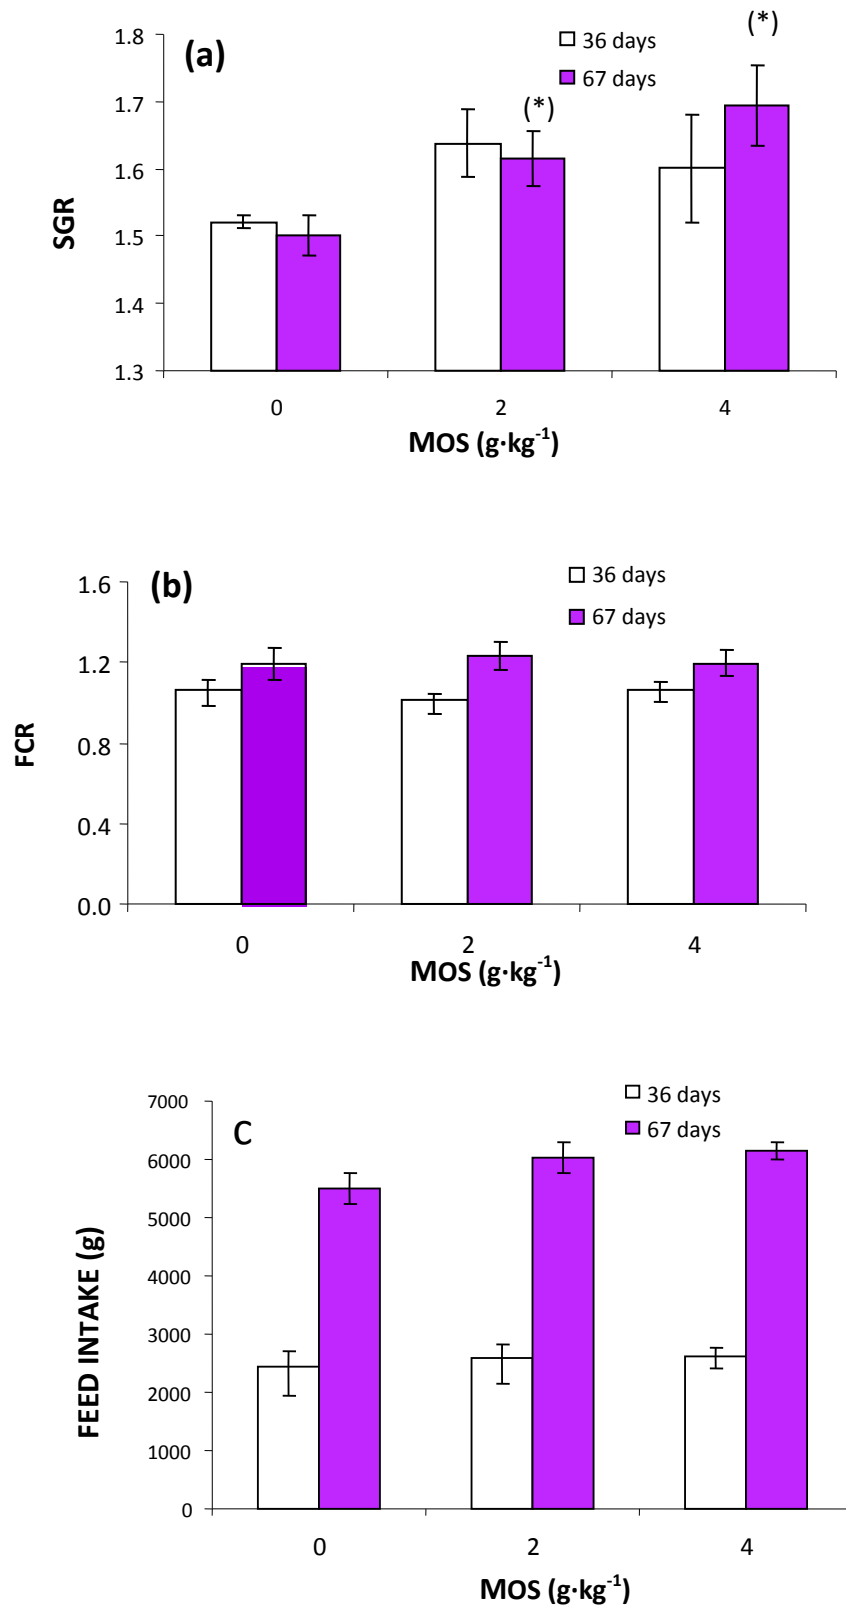 (a)
36 days
67 days
(*)
(*)
1.8
1.7
1.6
1.5
1.4
1.3
SGR
0 2 4
MOS (g·kg⁻¹)
(b)
36 days
67 days
1.6
1.2
0.8
0.4
0.0
FCR
0 2 4
MOS (g·kg⁻¹)
C
36 days
67 days
7000
6000
5000
4000
3000
2000
1000
0
FEED INTAKE (g)
0 2 4
MOS (g·kg⁻¹)